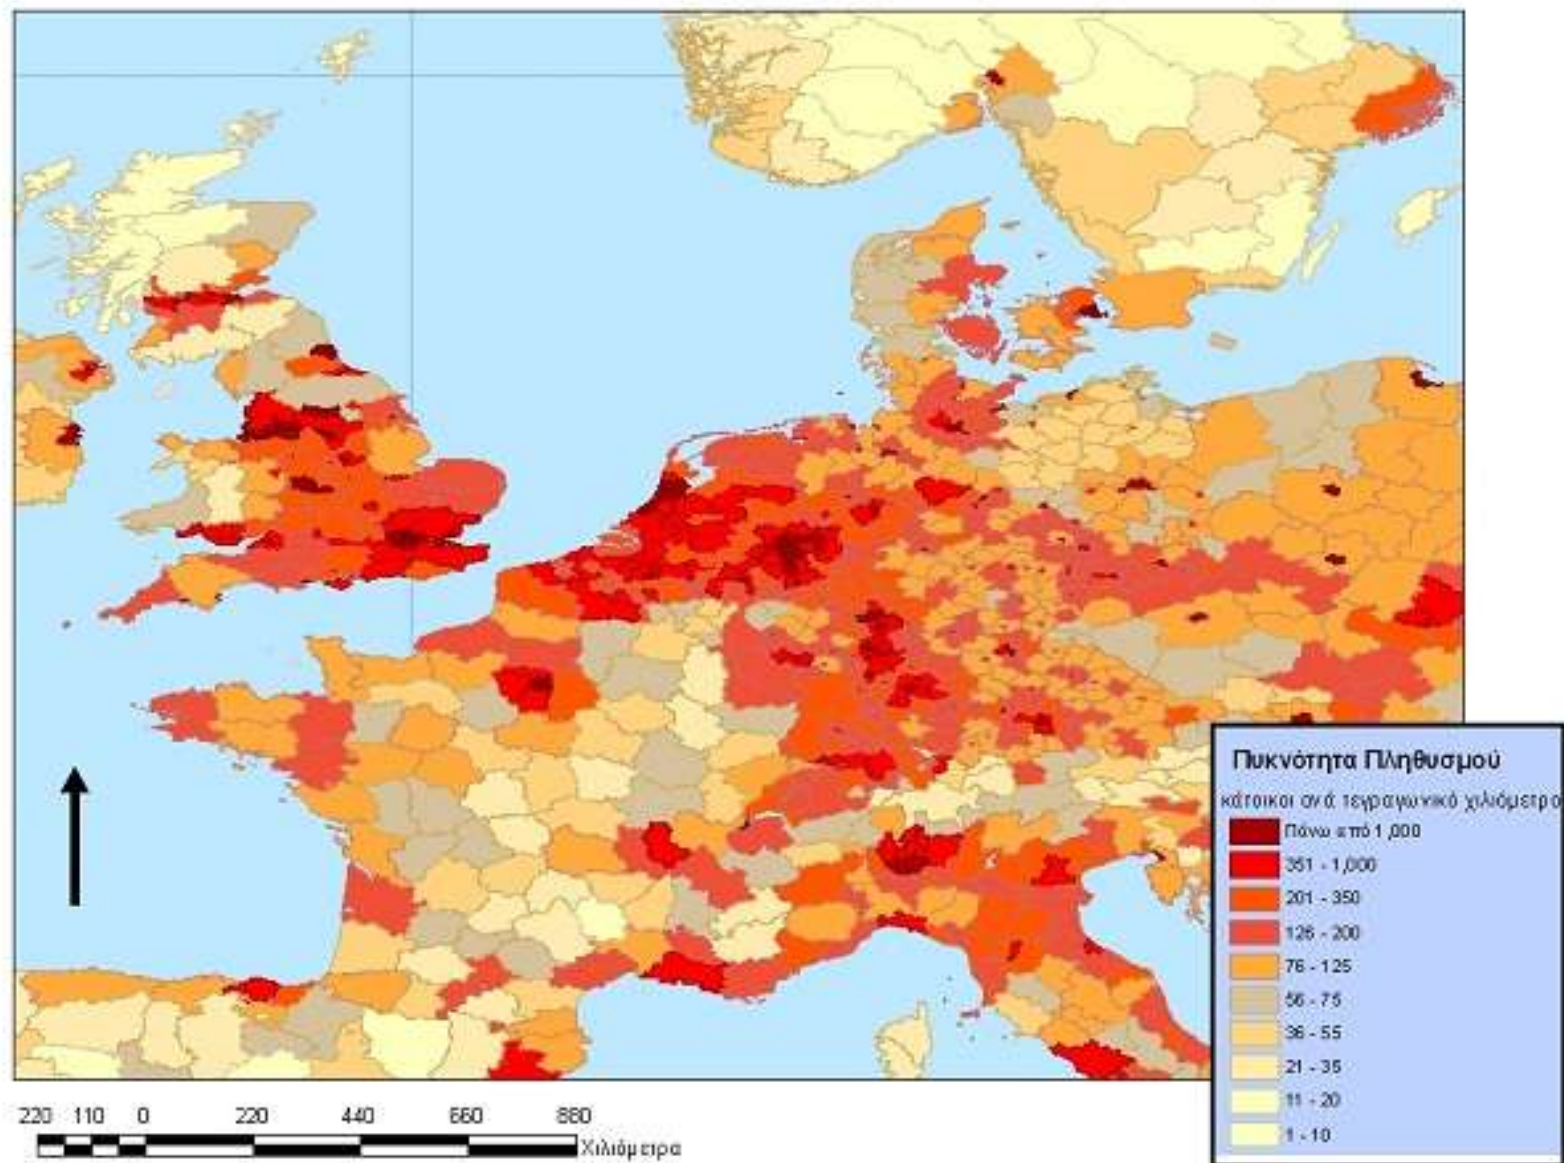 Πυκνότητα Πληθυσμού
κάτοικοι ανά τεγραγωνικό χιλιόμετρο
Πάνω από 1,000
351 - 1,000
201 - 350
126 - 200
76 - 125
56 - 75
36 - 55
21 - 35
11 - 20
1 - 10
220 110 0 220 440 660 880
Χιλιόμετρα